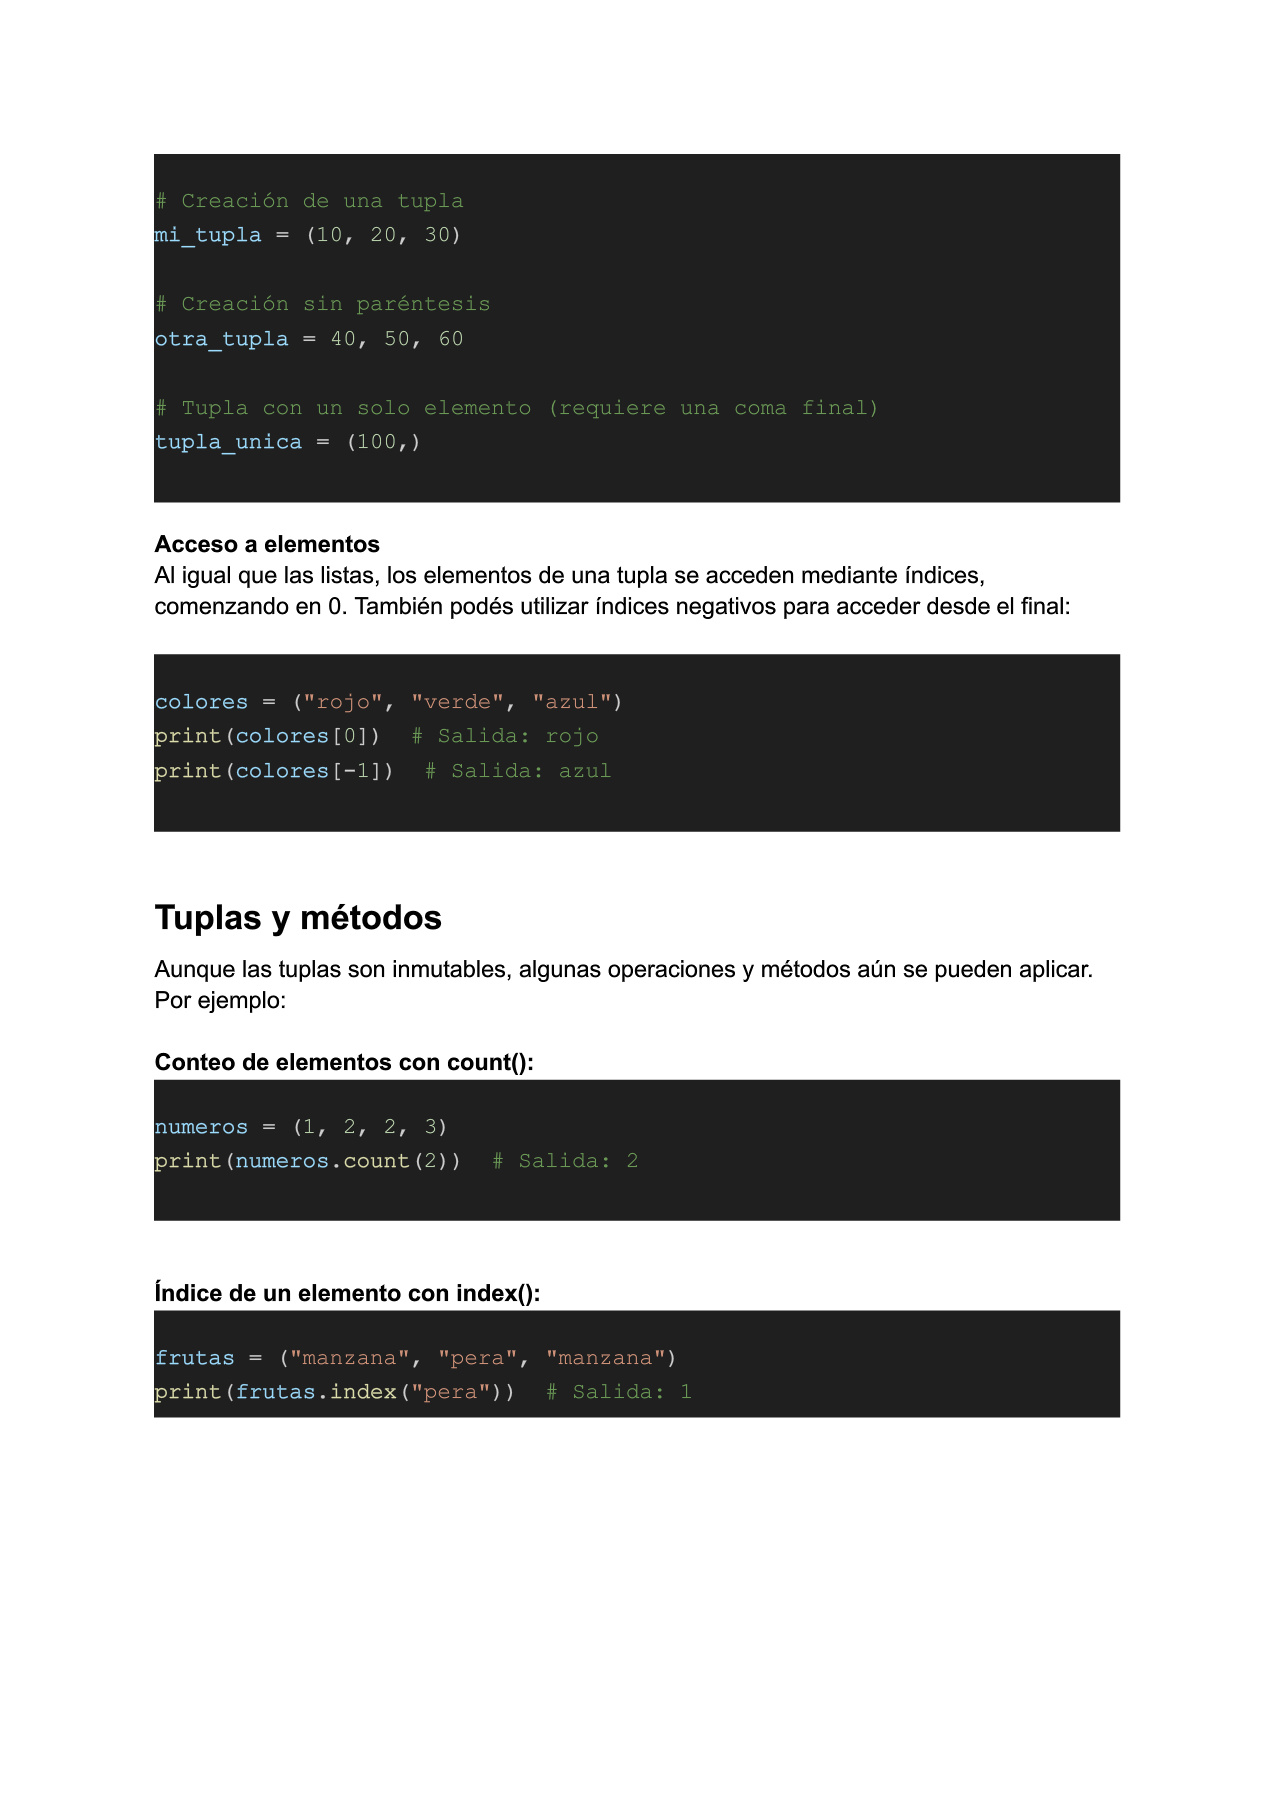 # Creación de una tupla
mi_tupla = (10, 20, 30)
# Creación sin paréntesis
otra_tupla = 40, 50, 60
# Tupla con un solo elemento (requiere una coma final)
tupla_unica = (100,)
Acceso a elementos
Al igual que las listas, los elementos de una tupla se acceden mediante índices,
comenzando en 0. También podés utilizar índices negativos para acceder desde el final:
colores = ("rojo", "verde", "azul")
print(colores[0])  # Salida: rojo
print(colores[-1])  # Salida: azul
Tuplas y métodos
Aunque las tuplas son inmutables, algunas operaciones y métodos aún se pueden aplicar.
Por ejemplo:
Conteo de elementos con count():
numeros = (1, 2, 2, 3)
print(numeros.count(2))  # Salida: 2
Índice de un elemento con index():
frutas = ("manzana", "pera", "manzana")
print(frutas.index("pera"))  # Salida: 1